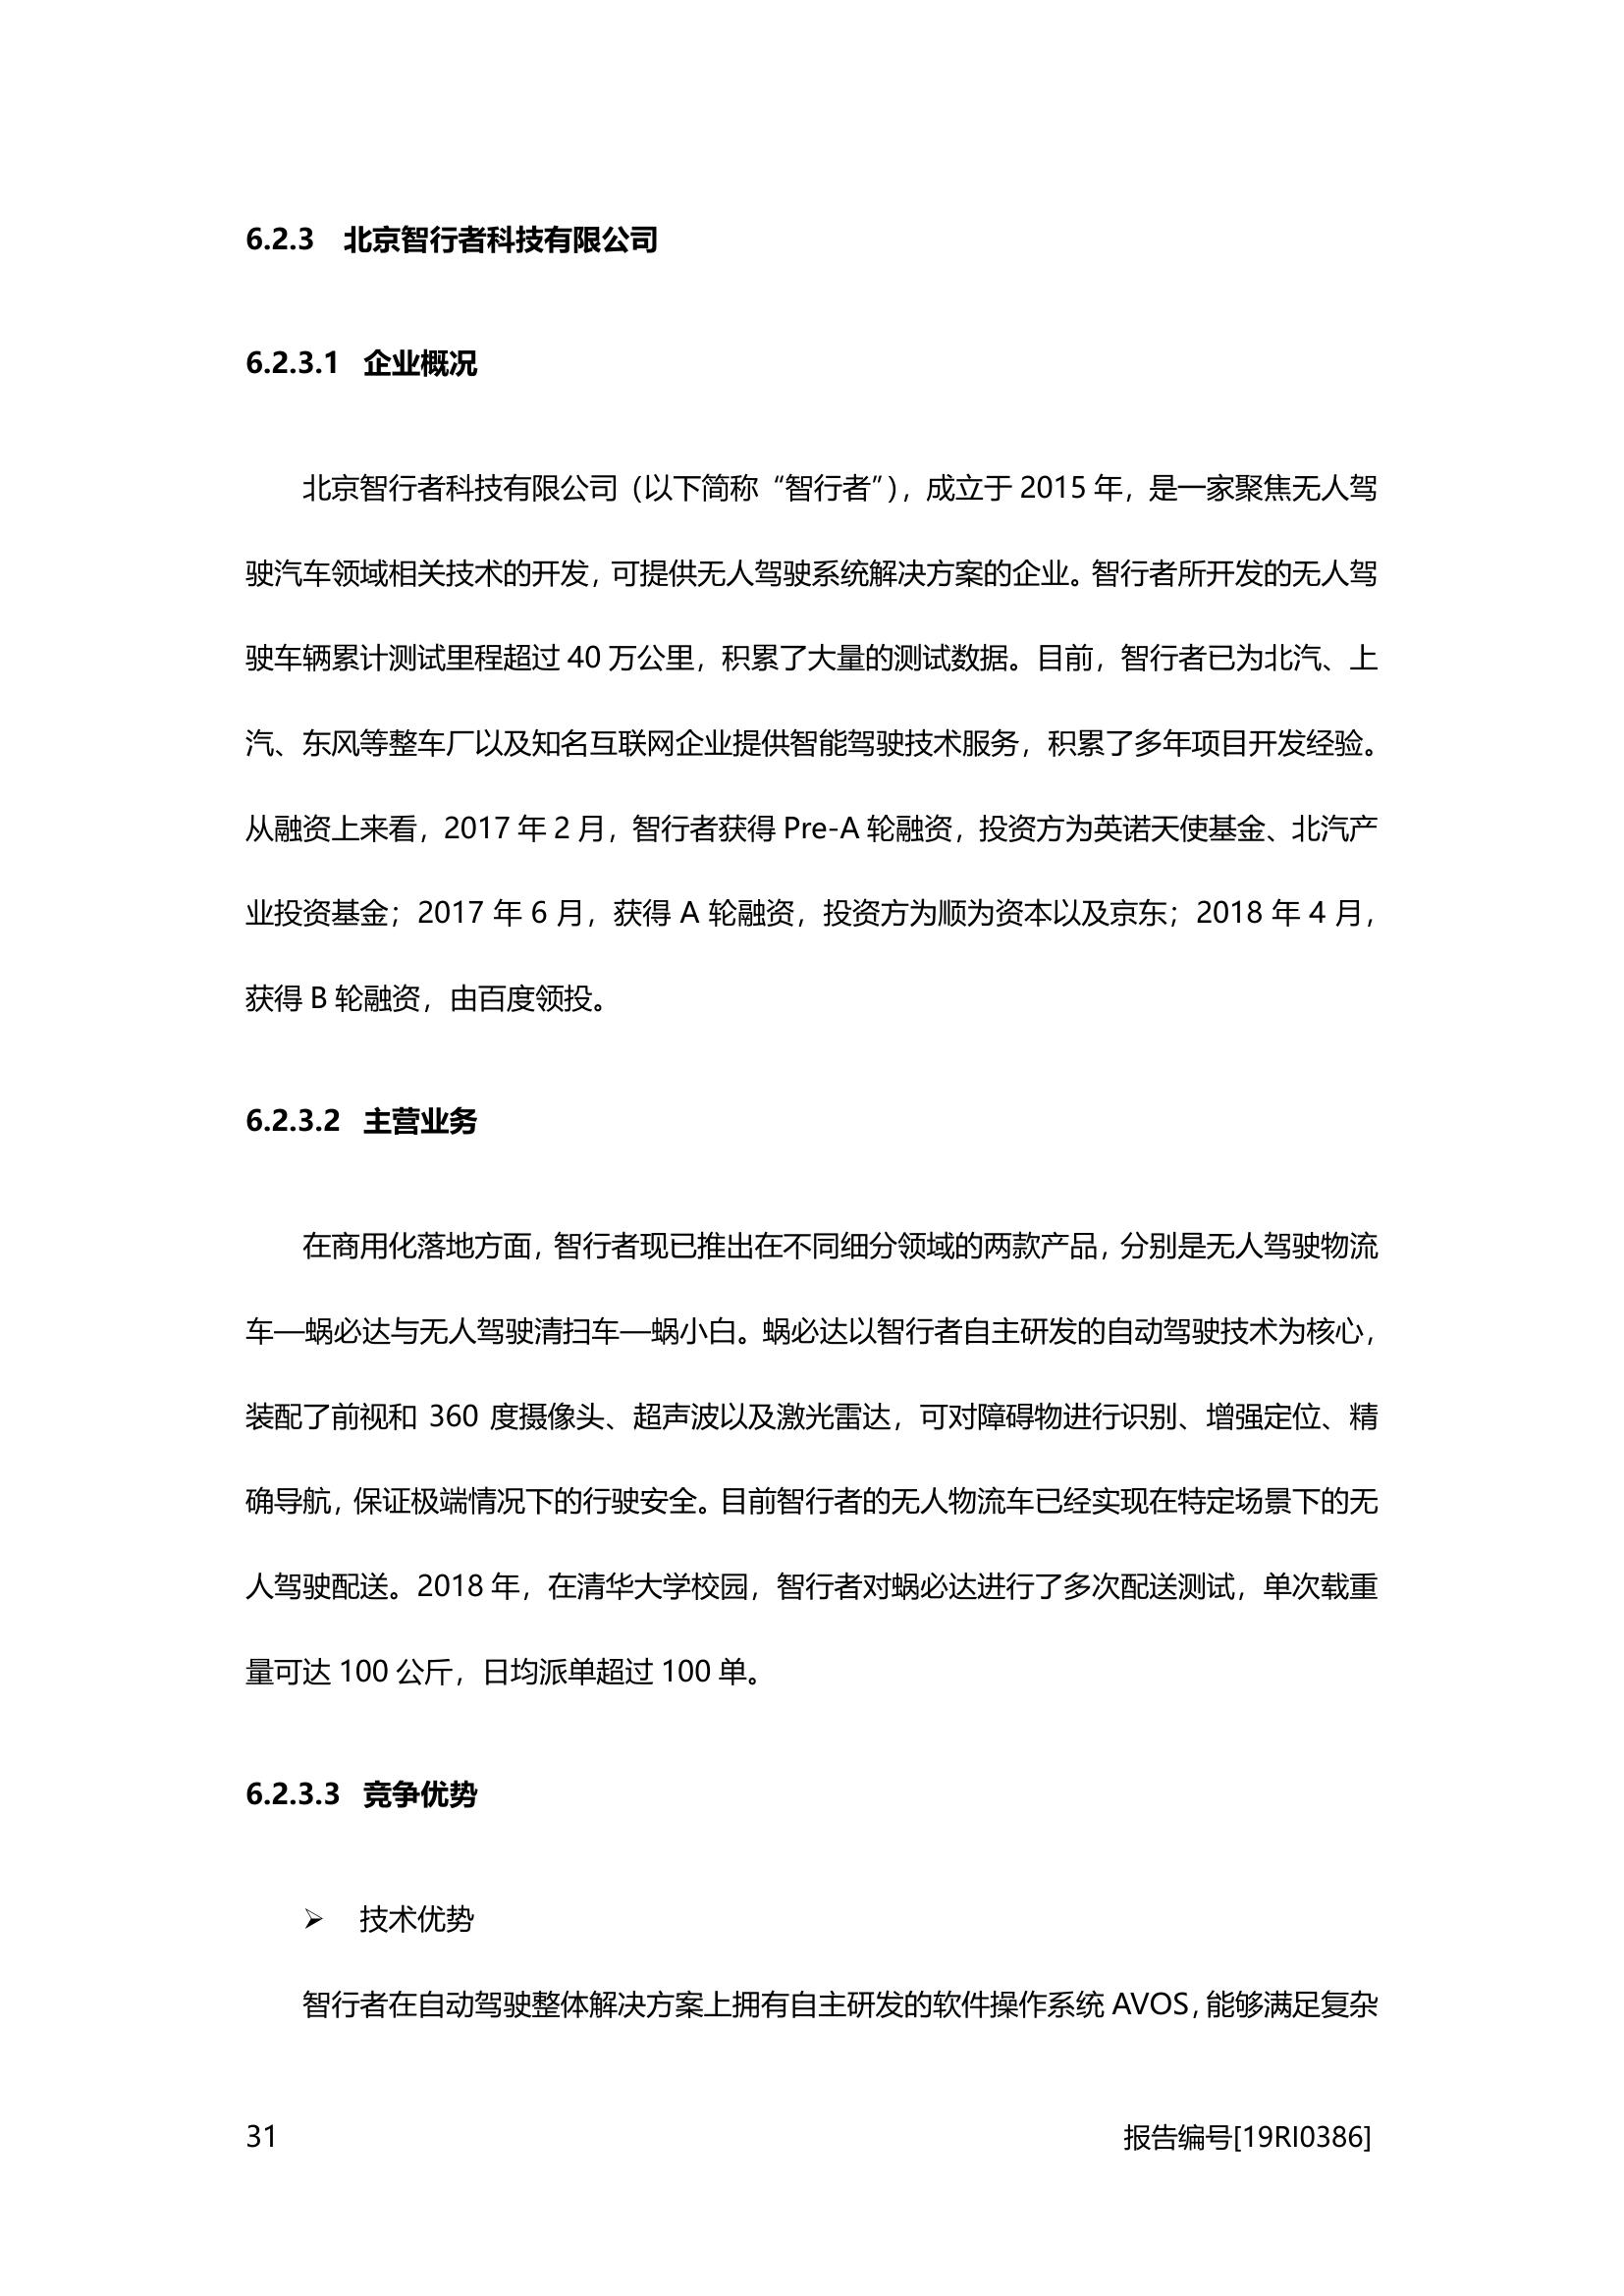 6.2.3 北京智行者科技有限公司
6.2.3.1 企业概况
北京智行者科技有限公司（以下简称“智行者”），成立于 2015 年，是一家聚焦无人驾
驶汽车领域相关技术的开发，可提供无人驾驶系统解决方案的企业。智行者所开发的无人驾
驶车辆累计测试里程超过 40 万公里，积累了大量的测试数据。目前，智行者已为北汽、上
汽、东风等整车厂以及知名互联网企业提供智能驾驶技术服务，积累了多年项目开发经验。
从融资上来看，2017 年 2 月，智行者获得 Pre-A 轮融资，投资方为英诺天使基金、北汽产
业投资基金；2017 年 6 月，获得 A 轮融资，投资方为顺为资本以及京东；2018 年 4 月，
获得 B 轮融资，由百度领投。
6.2.3.2 主营业务
在商用化落地方面，智行者现已推出在不同细分领域的两款产品，分别是无人驾驶物流
车—蜗必达与无人驾驶清扫车—蜗小白。蜗必达以智行者自主研发的自动驾驶技术为核心，
装配了前视和 360 度摄像头、超声波以及激光雷达，可对障碍物进行识别、增强定位、精
确导航，保证极端情况下的行驶安全。目前智行者的无人物流车已经实现在特定场景下的无
人驾驶配送。2018 年，在清华大学校园，智行者对蜗必达进行了多次配送测试，单次载重
量可达 100 公斤，日均派单超过 100 单。
6.2.3.3 竞争优势
➢ 技术优势
智行者在自动驾驶整体解决方案上拥有自主研发的软件操作系统 AVOS，能够满足复杂
31 报告编号[19RI0386]